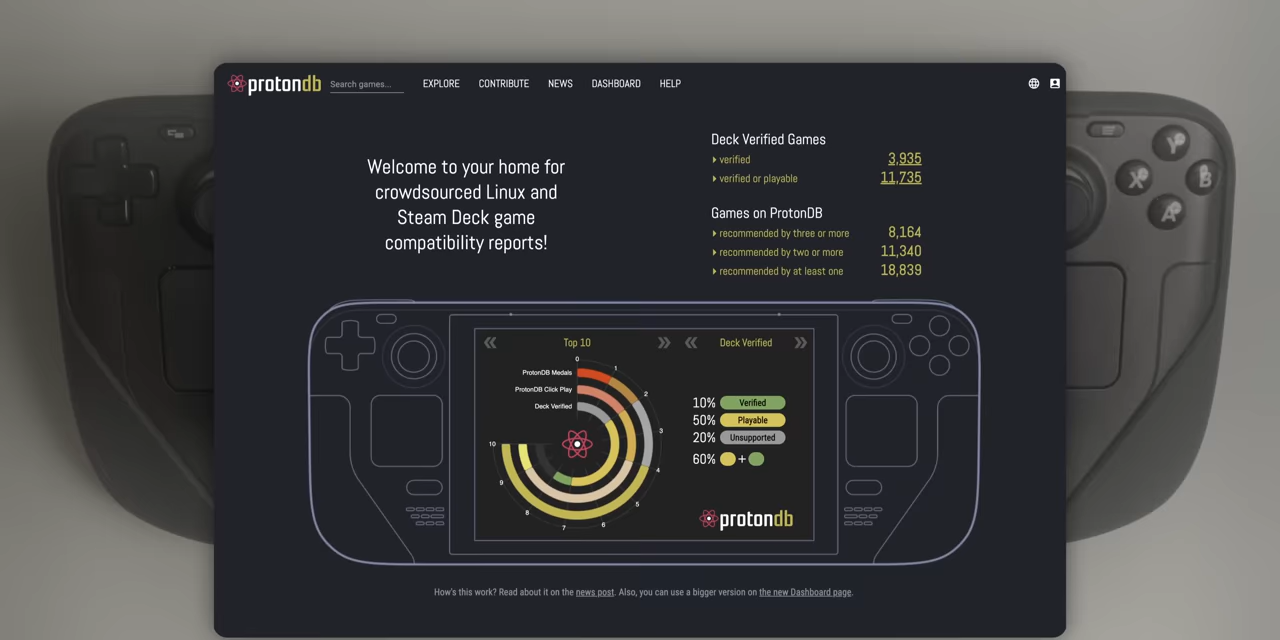 protondb
Search games...
EXPLORE
CONTRIBUTE
NEWS
DASHBOARD
HELP
Welcome to your home for
crowdsourced Linux and
Steam Deck game
compatibility reports!
Deck Verified Games
verified 3,935
verified or playable 11,735
Games on ProtonDB
recommended by three or more 8,164
recommended by two or more 11,340
recommended by at least one 18,839
Top 10
ProtonDB Medals
ProtonDB Click Play
Deck Verified
0
1
2
3
4
5
6
7
8
9
10
Deck Verified
10% Verified
50% Playable
20% Unsupported
60% +
protondb
How's this work? Read about it on the news post. Also, you can use a bigger version on the new Dashboard page.
Y
X
B
A